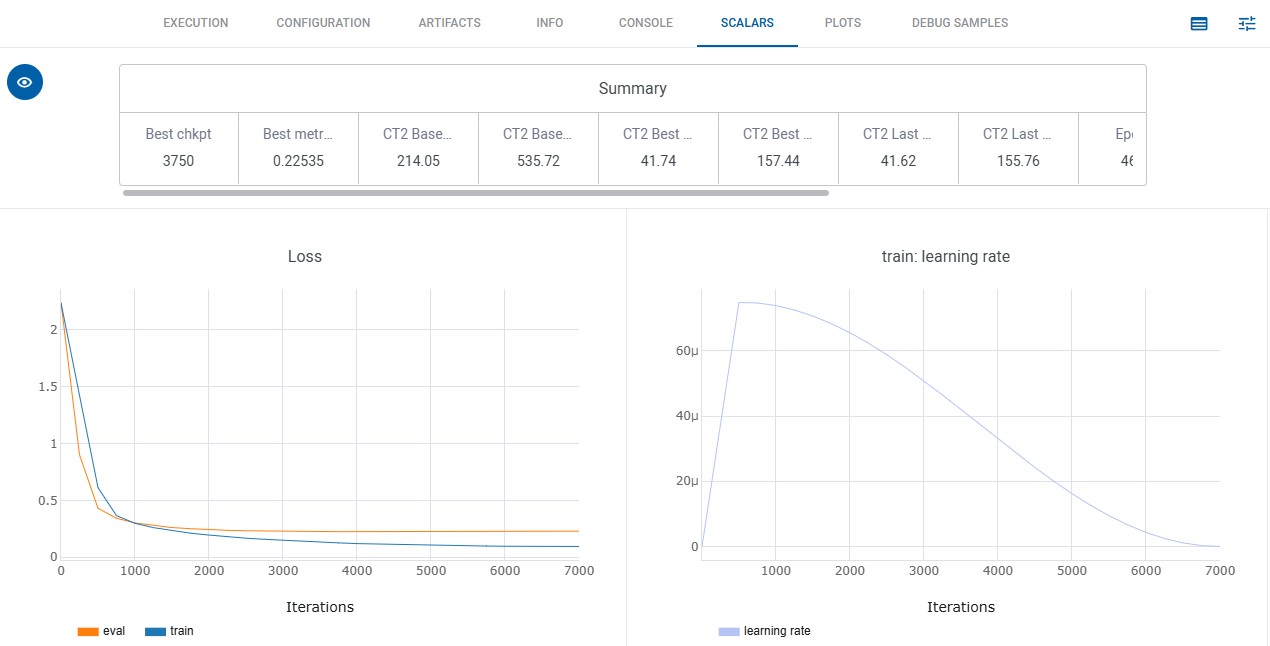 EXECUTION CONFIGURATION ARTIFACTS INFO CONSOLE SCALARS PLOTS DEBUG SAMPLES
Summary
Best chkpt Best metr... CT2 Base... CT2 Base... CT2 Best ... CT2 Best ... CT2 Last ... CT2 Last ...
3750 0.22535 214.05 535.72 41.74 157.44 41.62 155.76 46
Loss
2
1.5
1
0.5
0
0 1000 2000 3000 4000 5000 6000 7000
Iterations
eval train
train: learning rate
60μ
40μ
20μ
0
1000 2000 3000 4000 5000 6000 7000
Iterations
learning rate